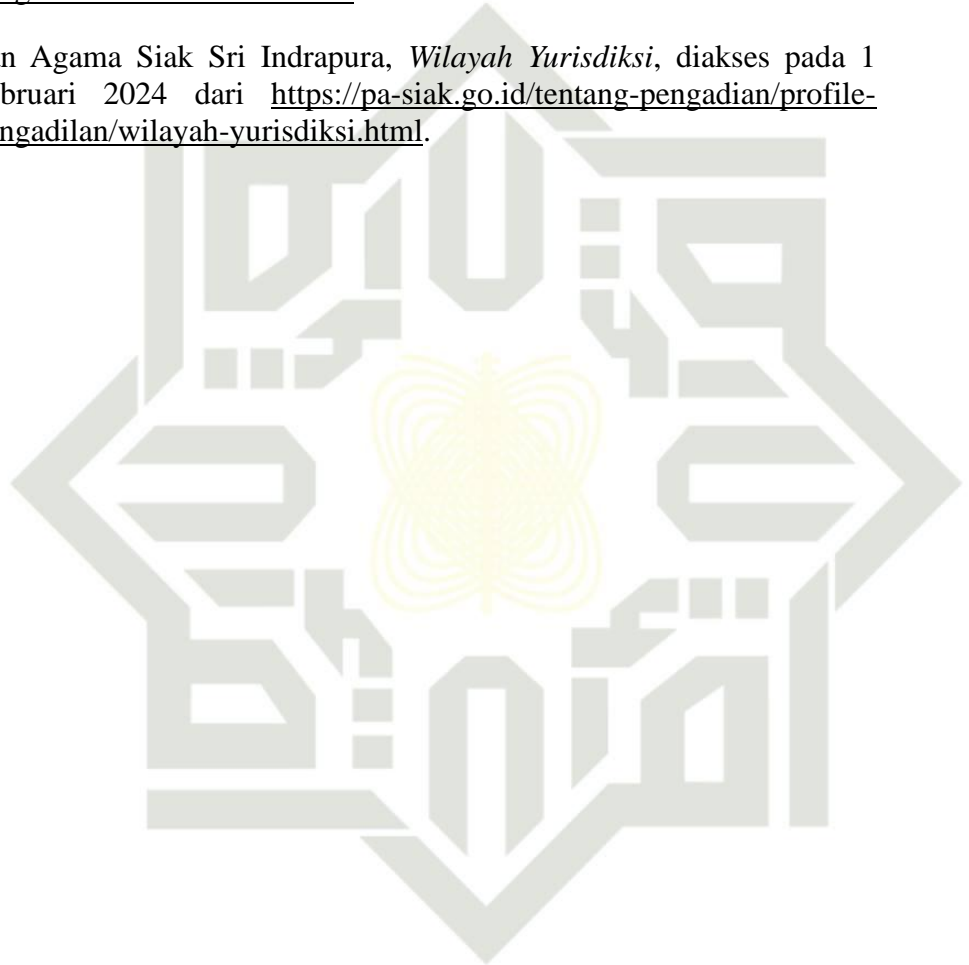 an Agama Siak Sri Indrapura, Wilayah Yurisdiksi, diakses pada 1
bruari 2024 dari https://pa-siak.go.id/tentang-pengadian/profile-
ngadilan/wilayah-yurisdiksi.html.